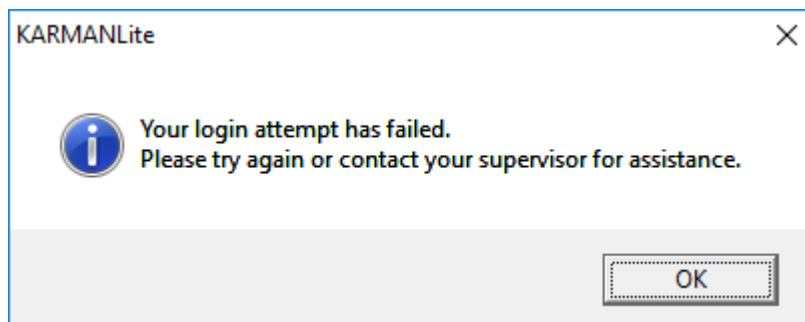 KARMANLite
Your login attempt has failed.
Please try again or contact your supervisor for assistance.
OK